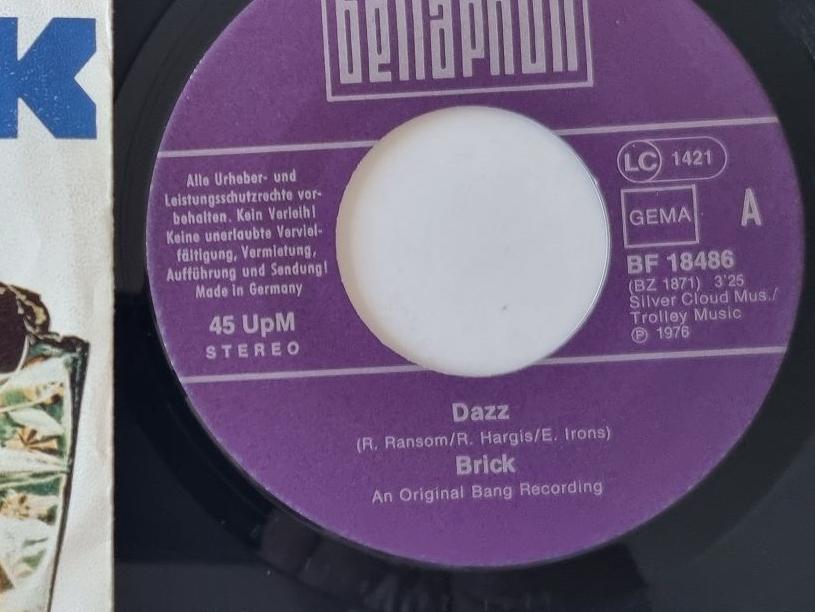 K
bellaphon
Alle Urheber- und
Leistungsschutzrechte vor-
behalten. Kein Verleih!
Keine unerlaubte Verviel-
fältigung, Vermietung,
Aufführung und Sendung!
Made in Germany
45 UpM
STEREO
LC 1421
GEMA
A
BF 18486
(BZ 1871) 3'25
Silver Cloud Mus./
Trolley Music
℗ 1976
Dazz
(R. Ransom/R. Hargis/E. Irons)
Brick
An Original Bang Recording